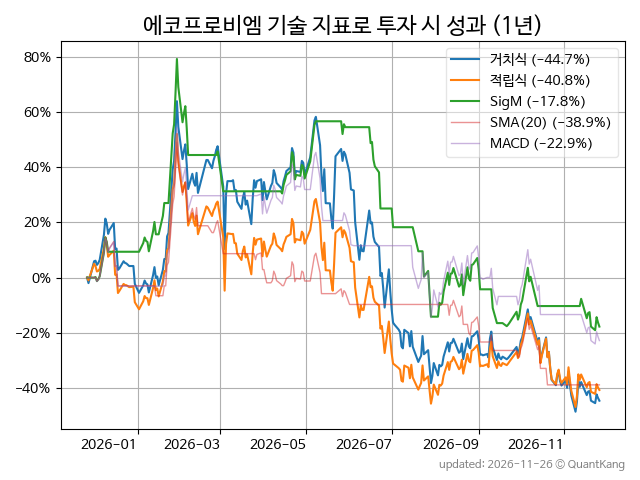 에코프로비엠 기술 지표로 투자 시 성과 (1년)
거치식 (−44.7%)
적립식 (−40.8%)
SigM (−17.8%)
SMA(20) (−38.9%)
MACD (−22.9%)
80%
60%
40%
20%
0%
−20%
−40%
2026-01
2026-03
2026-05
2026-07
2026-09
2026-11
updated: 2026-11-26 ⓒ QuantKang